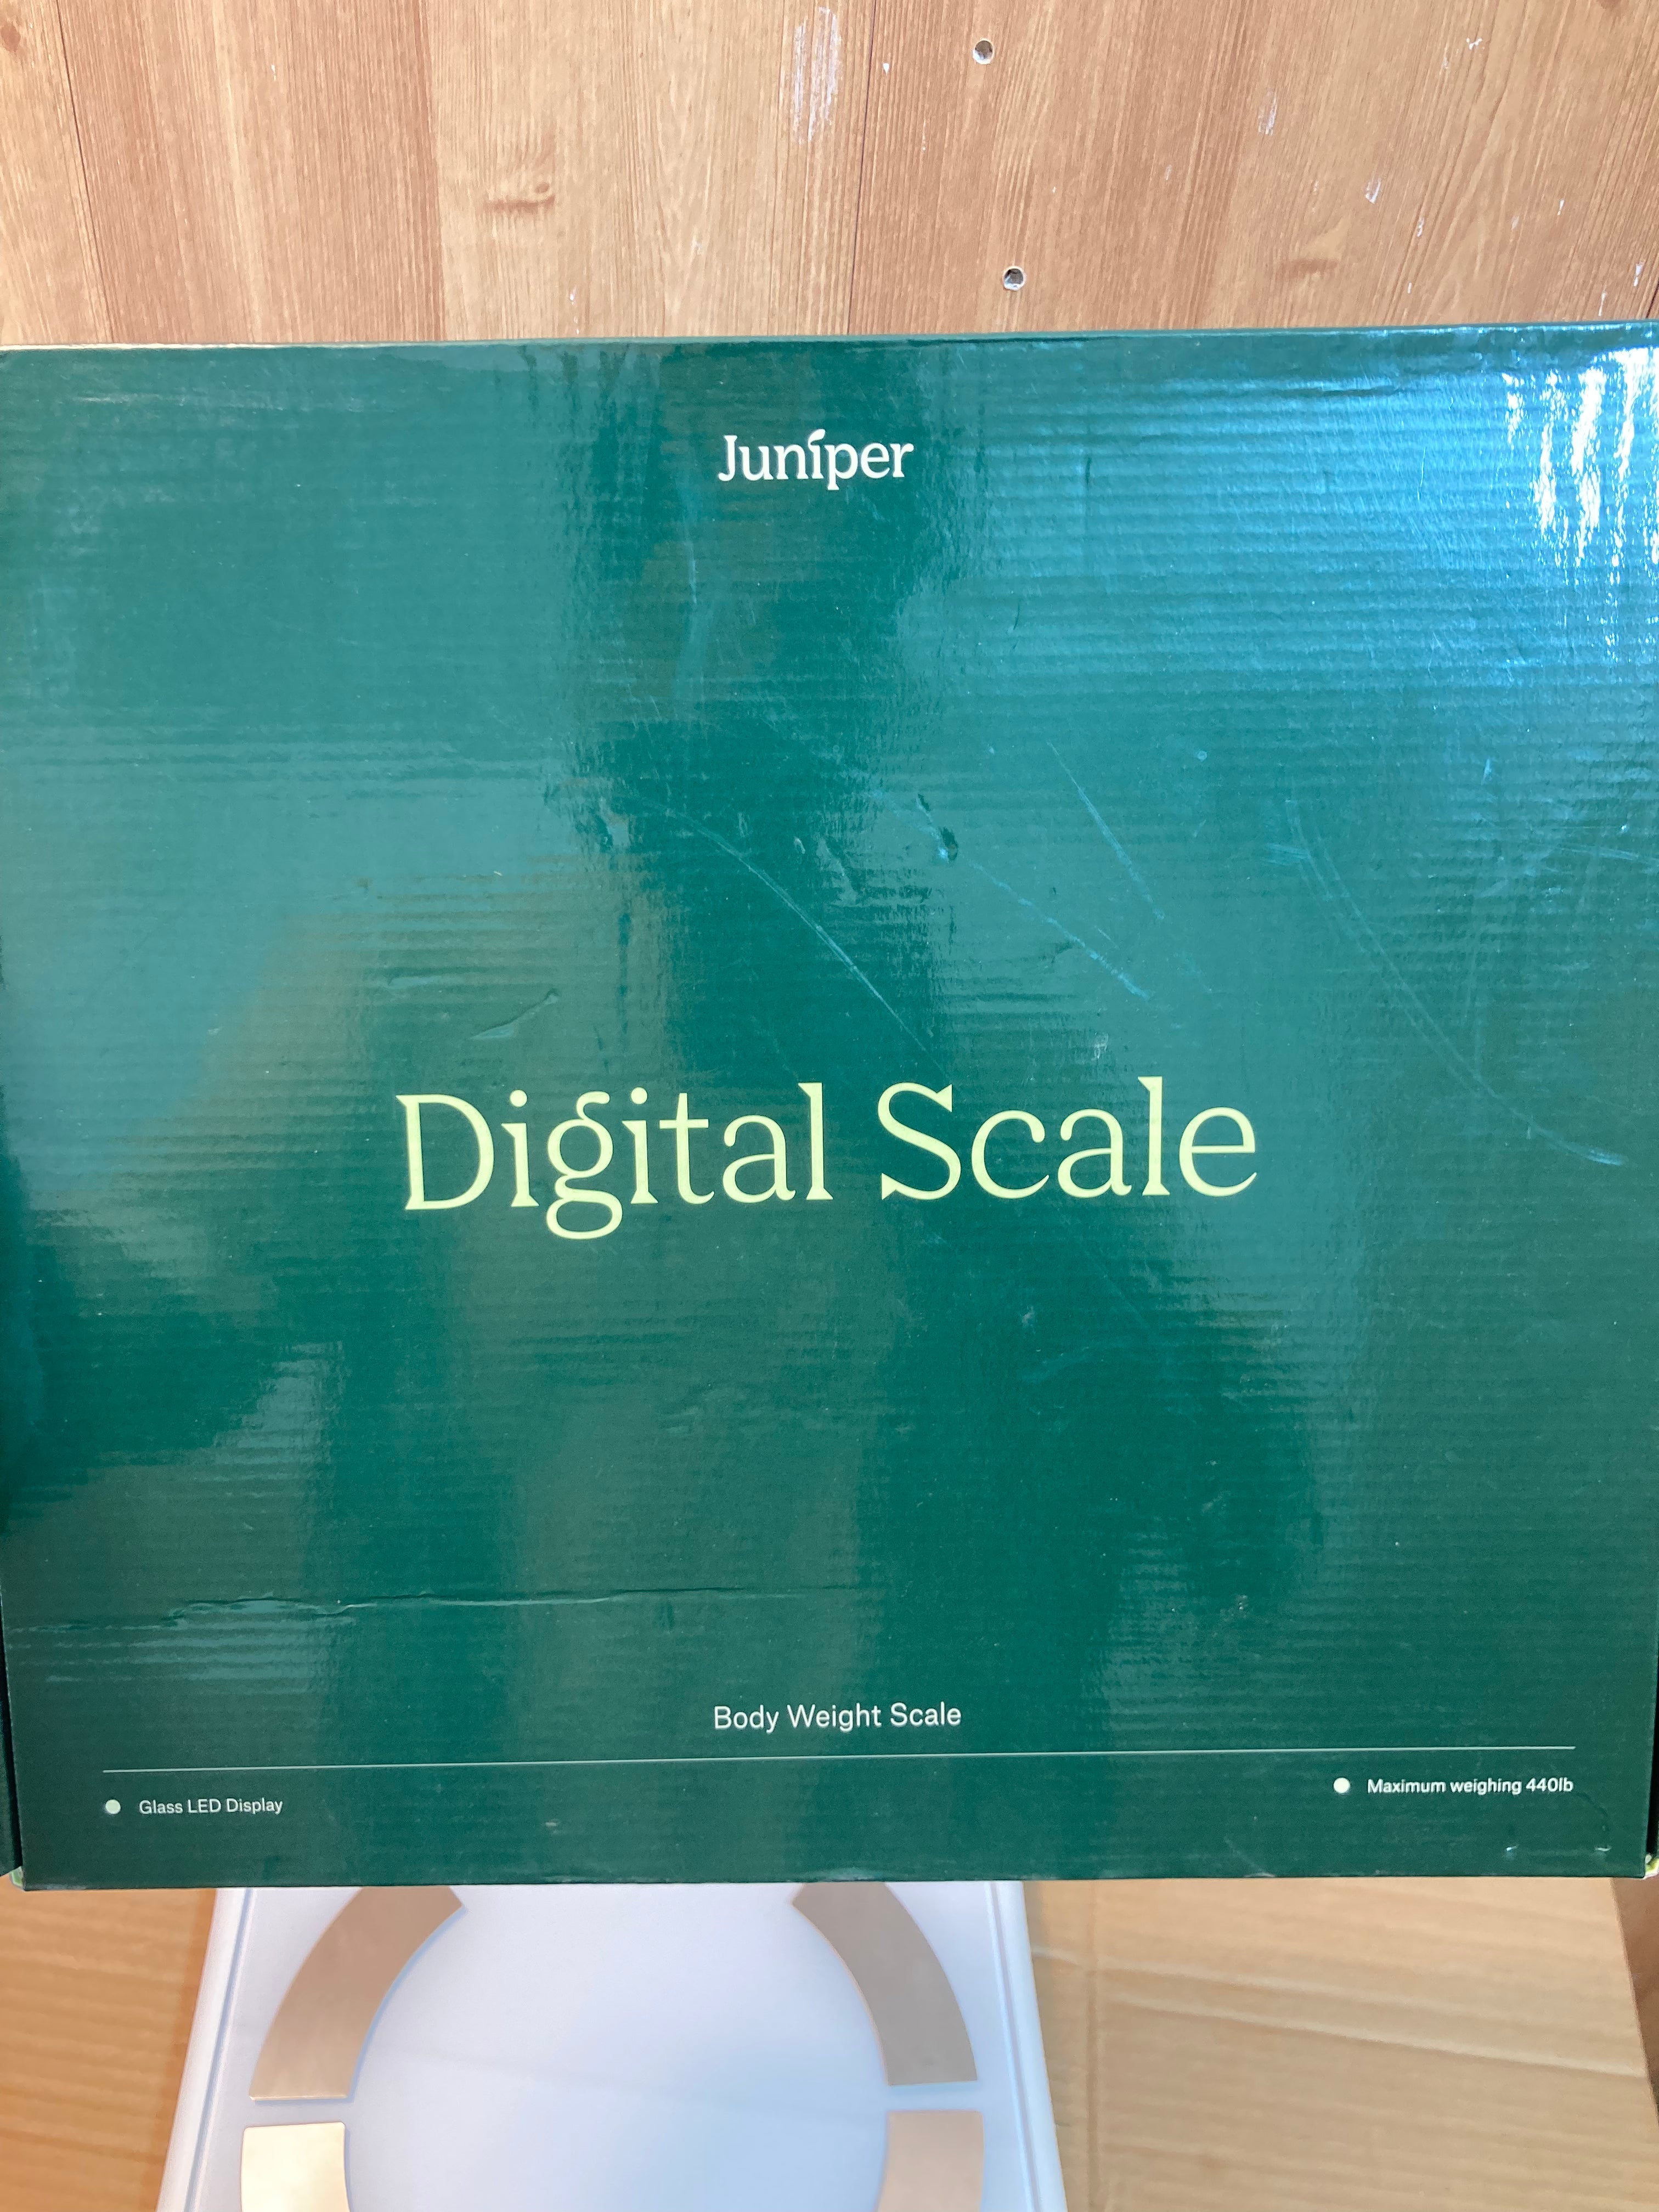 Juniper
Digital Scale
Body Weight Scale
Glass LED Display
Maximum weighing 440lb